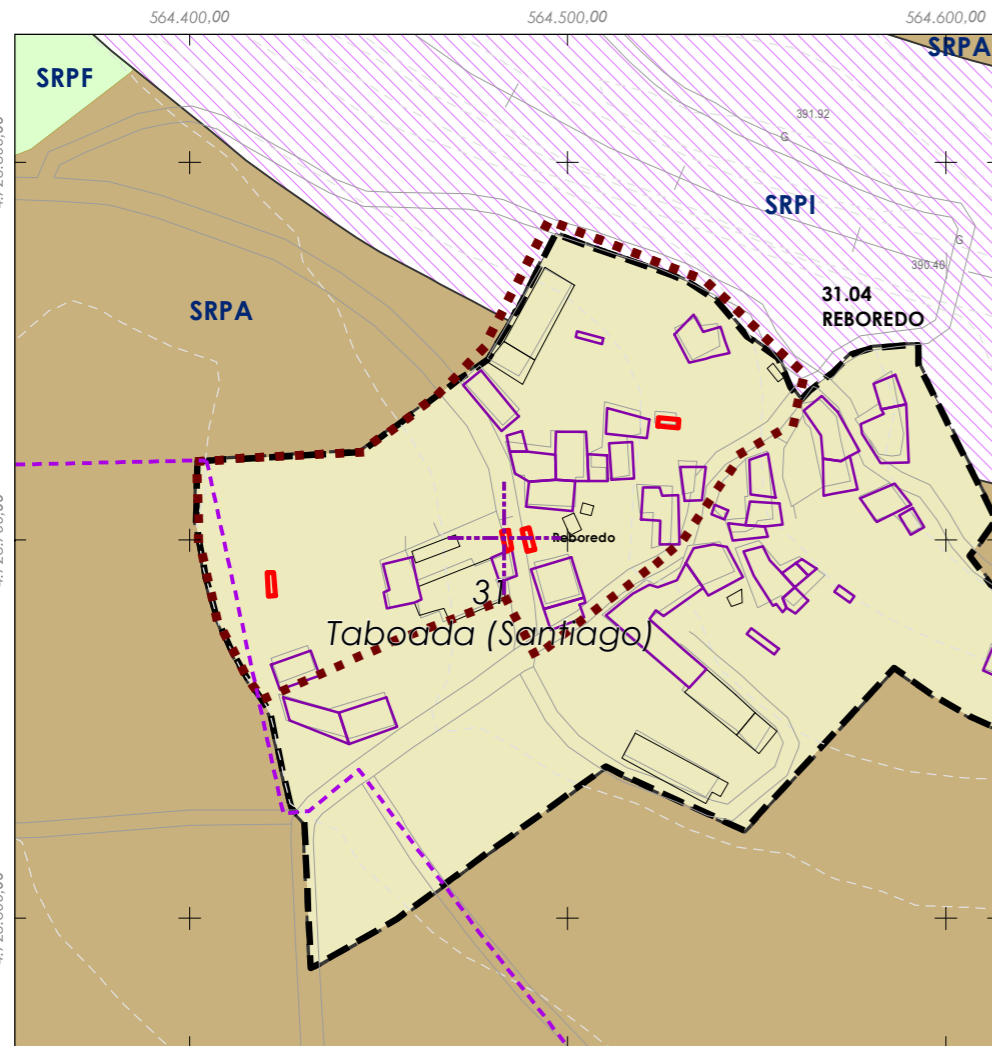 564.400,00
564.500,00
564.600,00
SRPA
SRPF
391.92
G
SRPI
G
390.40
31.04
REBOREDO
SRPA
Reboredo
31
Taboada (Santiago)